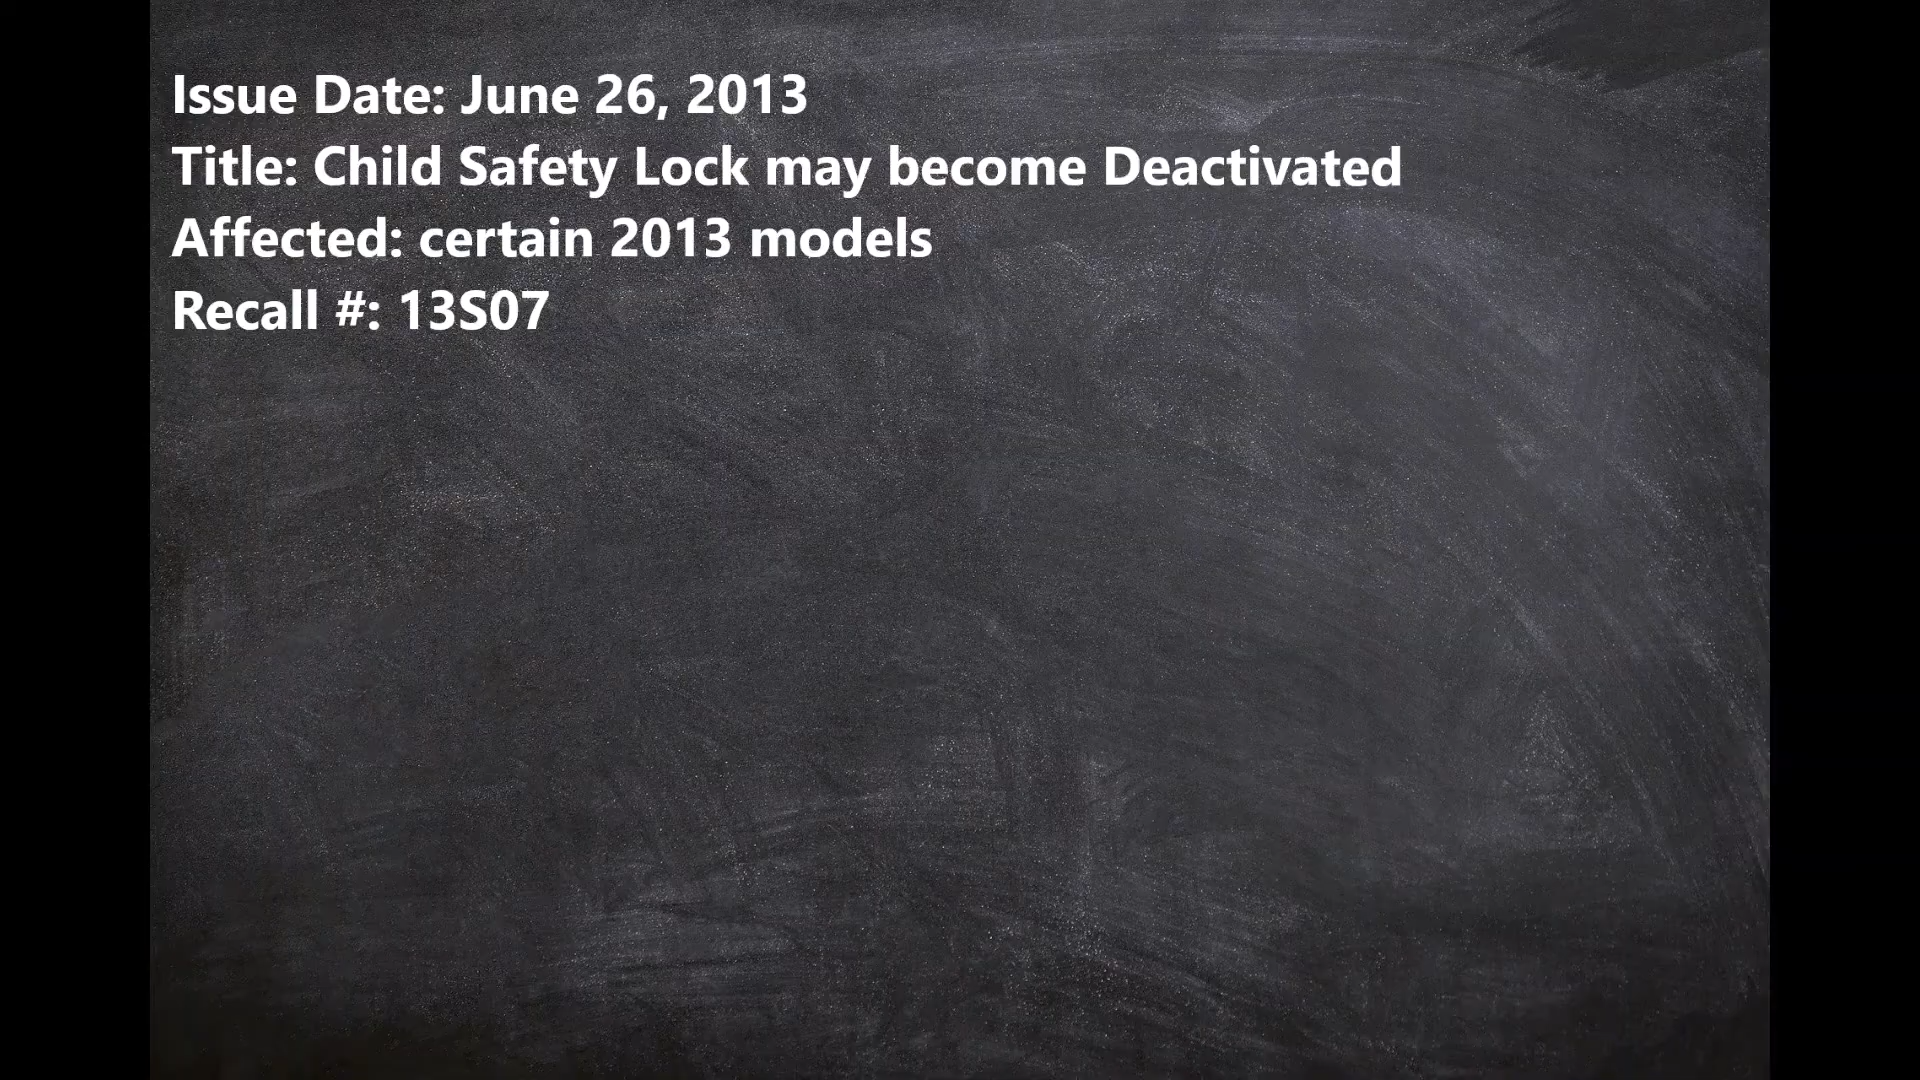 Issue Date: June 26, 2013
Title: Child Safety Lock may become Deactivated
Affected: certain 2013 models
Recall #: 13S07